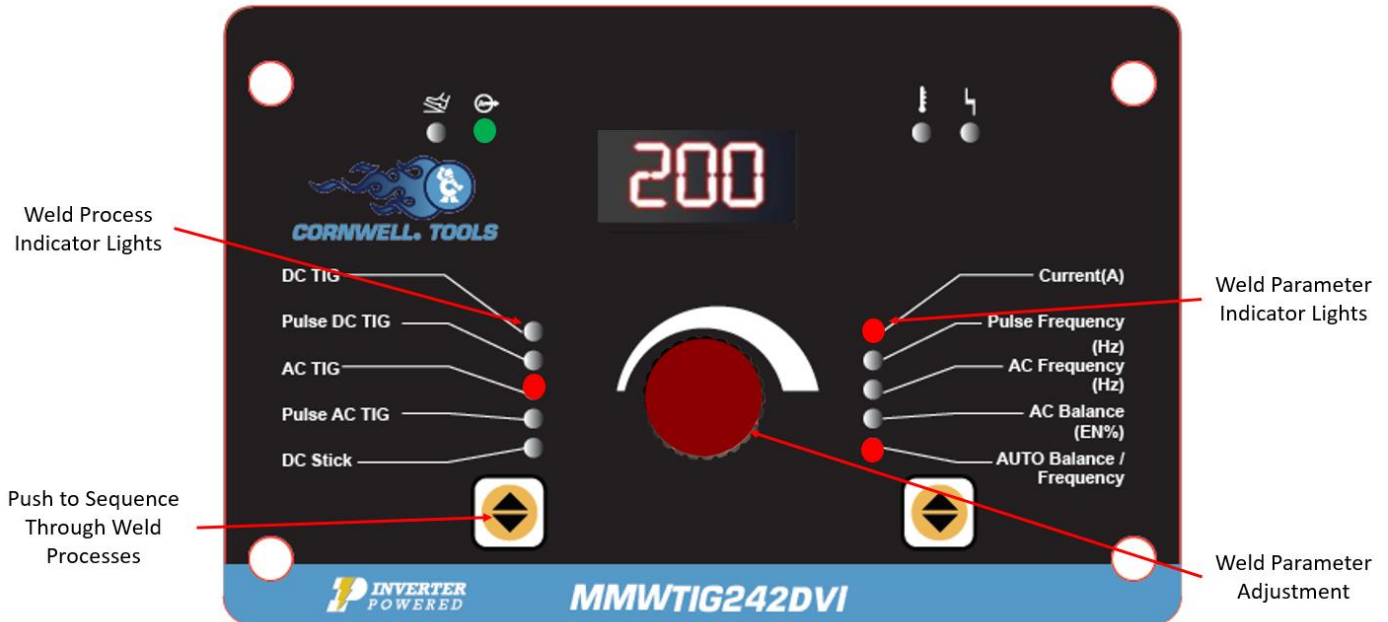 200
CORNWELL® TOOLS
Weld Process
Indicator Lights
DC TIG
Pulse DC TIG
AC TIG
Pulse AC TIG
DC Stick
Push to Sequence
Through Weld
Processes
Current(A)
Pulse Frequency
(Hz)
AC Frequency
(Hz)
AC Balance
(EN%)
AUTO Balance /
Frequency
Weld Parameter
Indicator Lights
Weld Parameter
Adjustment
INVERTER
POWERED
MMWTIG242DVI